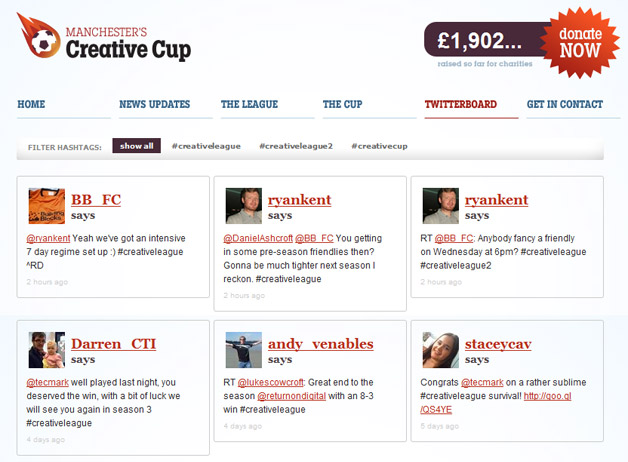 MANCHESTER'S
Creative Cup
£1,902...
raised so far for charities
donate
NOW
HOME
NEWS UPDATES
THE LEAGUE
THE CUP
TWITTERBOARD
GET IN CONTACT
FILTER HASHTAGS:
show all
#creativeleague
#creativeleague2
#creativecup
BB_FC
says
@ryankent Yeah we've got an intensive
7 day regime set up :) #creativeleague
^RD
2 hours ago
ryankent
says
@DanielAshcroft @BB_FC You getting
in some pre-season friendlies then?
Gonna be much tighter next season I
reckon. #creativeleague
2 hours ago
ryankent
says
RT @BB_FC: Anybody fancy a friendly
on Wednesday at 6pm? #creativeleague
#creativeleague2
2 hours ago
Darren_CTI
says
@tecmark well played last night, you
deserved the win, with a bit of luck we
will see you again in season 3
#creativeleague
4 days ago
andy_venables
says
RT @lukescowcroft: Great end to the
season @returnondigital with an 8-3
win #creativeleague
4 days ago
staceycav
says
Congrats @tecmark on a rather sublime
#creativeleague survival! http://goo.gl
/QS4YE
5 days ago